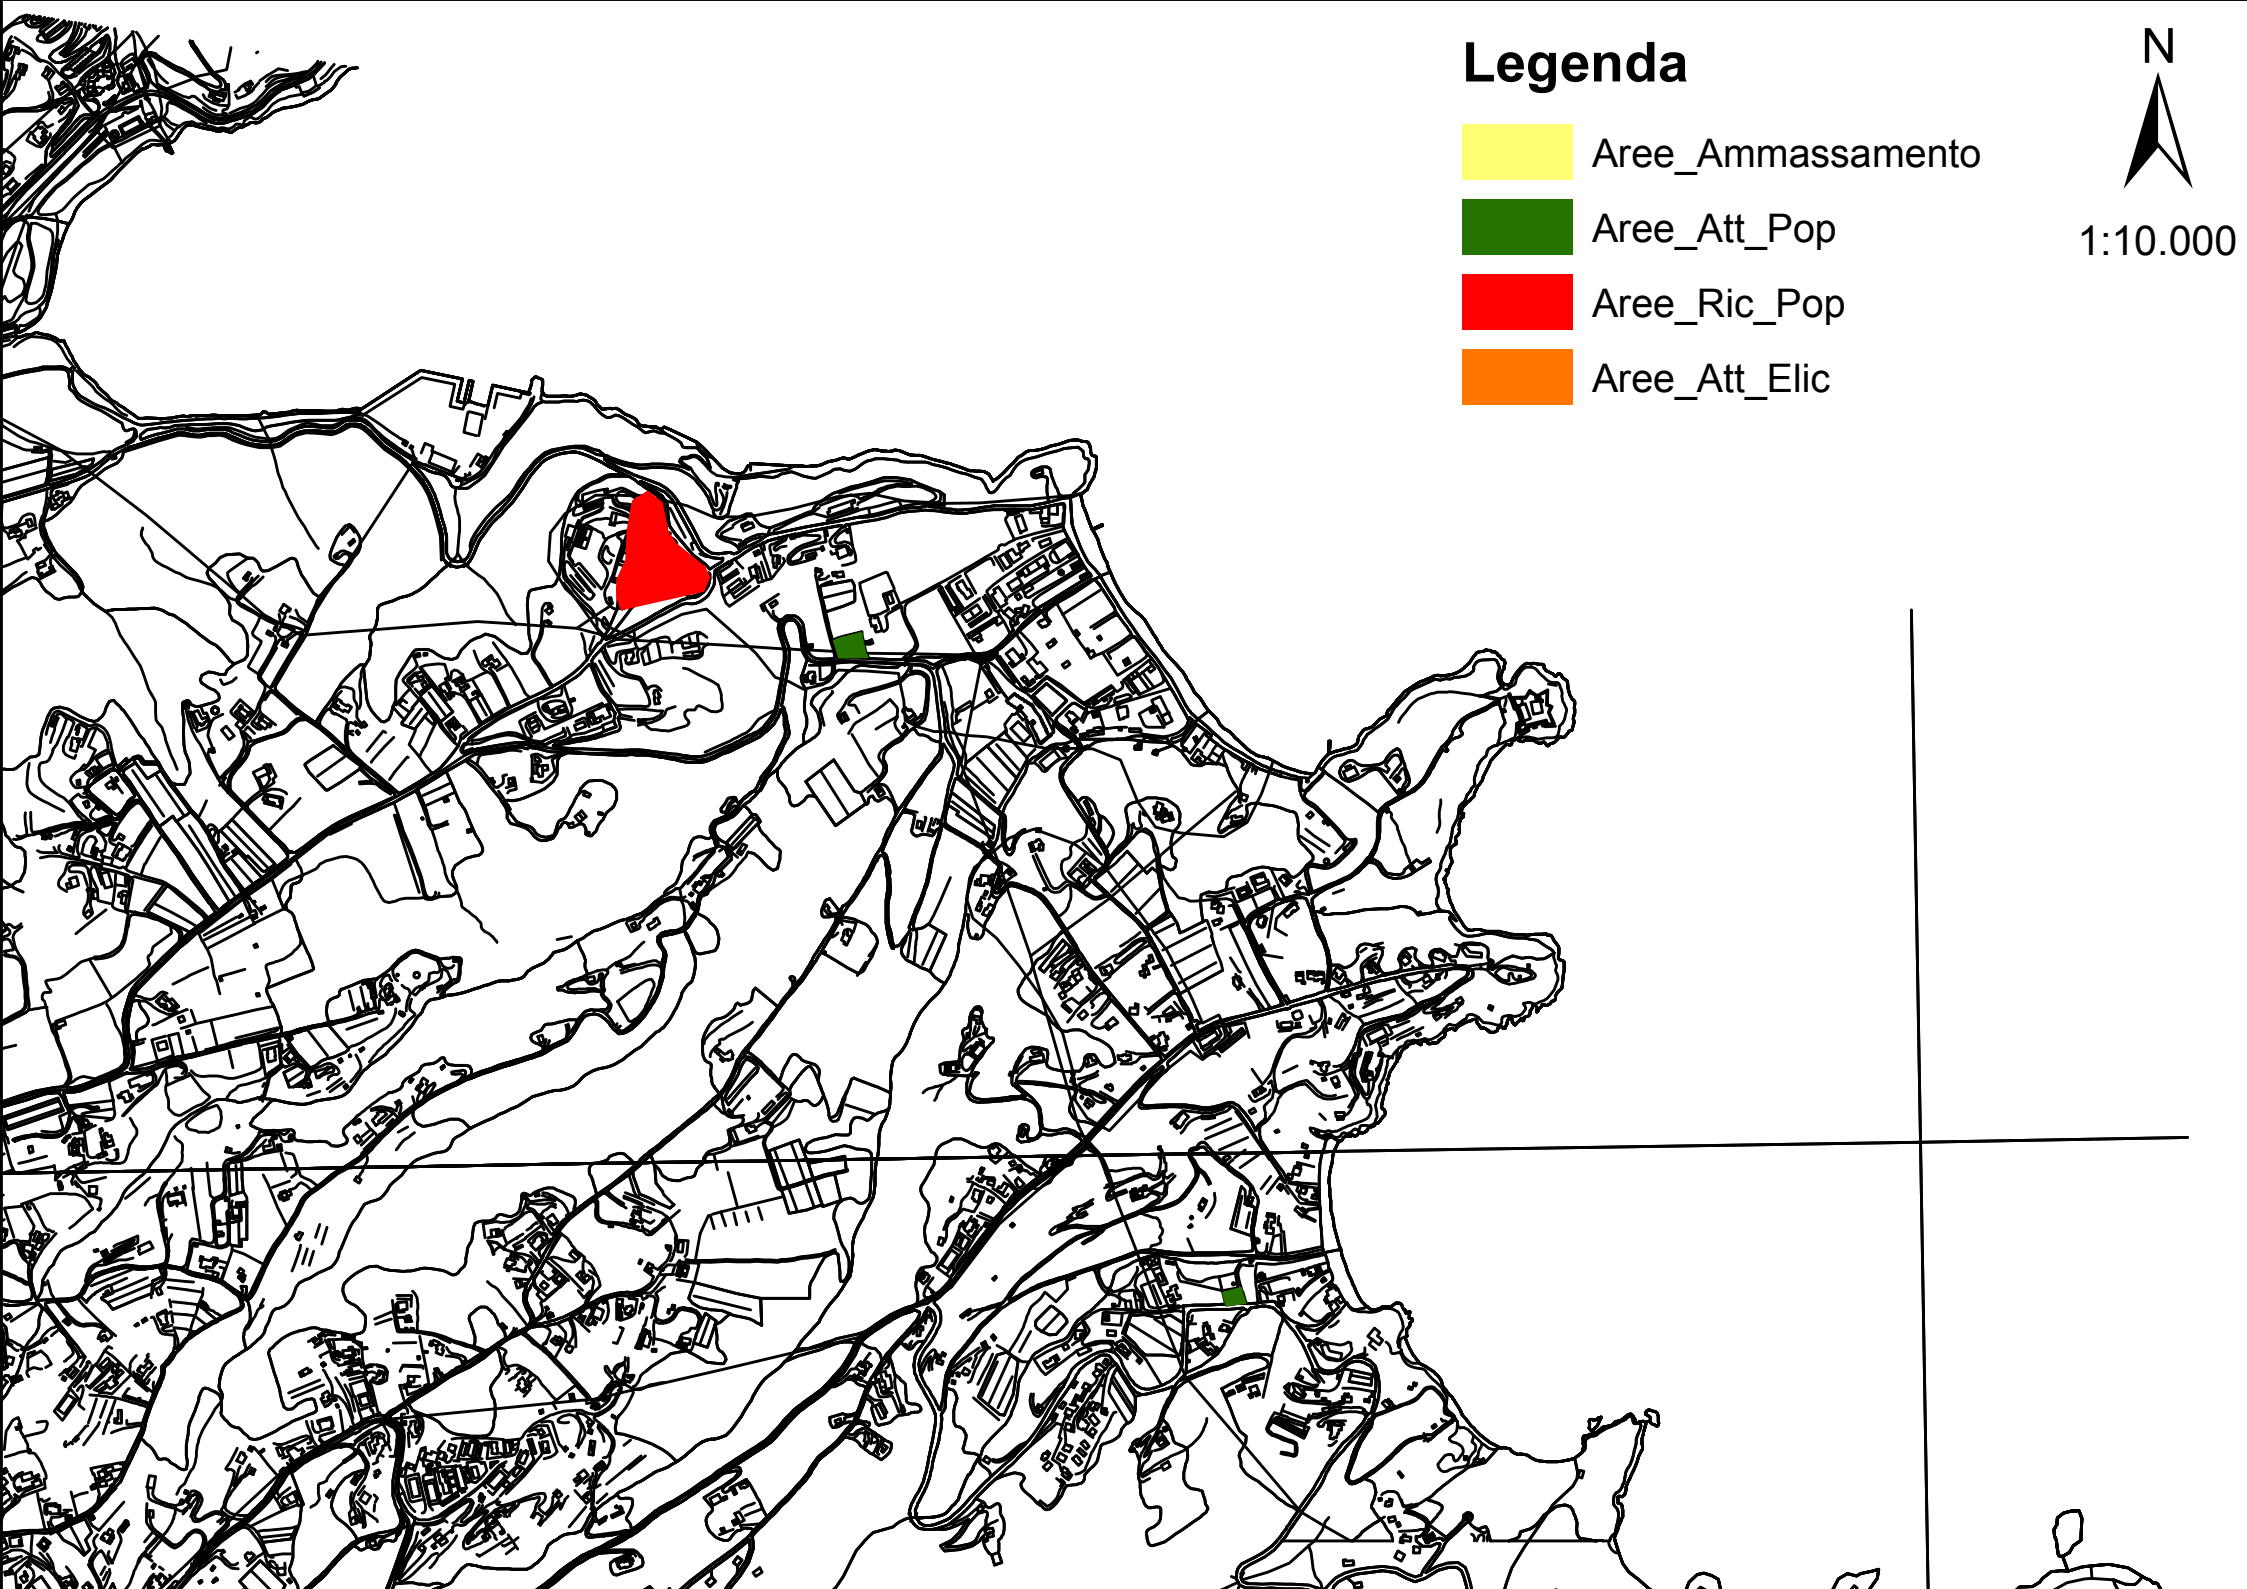 Legenda
N
Aree_Ammassamento
Aree_Att_Pop
1:10.000
Aree_Ric_Pop
Aree_Att_Elic